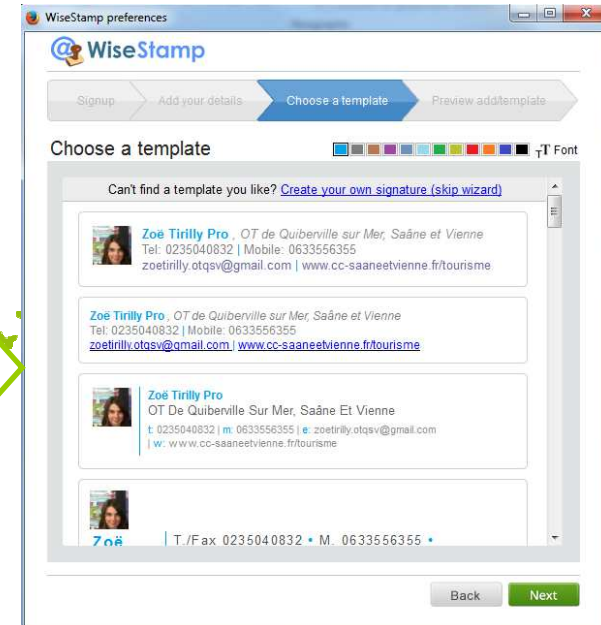 WiseStamp preferences
WiseStamp
Signup Add your details Choose a template Preview add/template
Choose a template
TT Font
Can't find a template you like? Create your own signature (skip wizard)
Zoë Tirilly Pro , OT de Quiberville sur Mer, Saâne et Vienne
Tel: 0235040832 | Mobile: 0633556355
zoetirilly.otqsv@gmail.com | www.cc-saaneetvienne.fr/tourisme
Zoë Tirilly Pro , OT de Quiberville sur Mer, Saâne et Vienne
Tel: 0235040832 | Mobile: 0633556355
zoetirilly.otqsv@gmail.com | www.cc-saaneetvienne.fr/tourisme
Zoë Tirilly Pro
OT De Quiberville Sur Mer, Saâne Et Vienne
t: 0235040832 | m: 0633556355 | e: zoetirilly.otqsv@gmail.com
| w: www.cc-saaneetvienne.fr/tourisme
Zoë T./Fax 0235040832 • M. 0633556355 •
Back Next